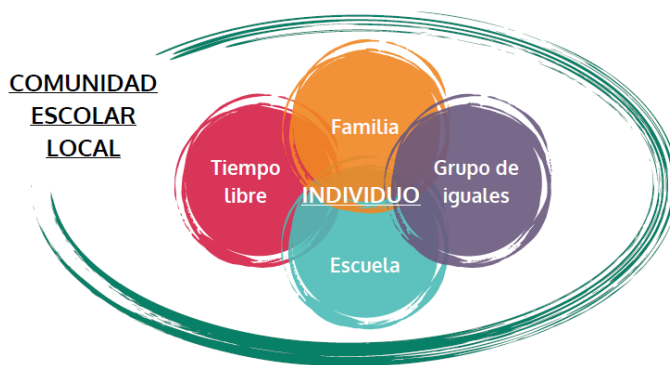 COMUNIDAD
ESCOLAR
LOCAL
Familia
Tiempo
libre
INDIVIDUO
Grupo de
iguales
Escuela